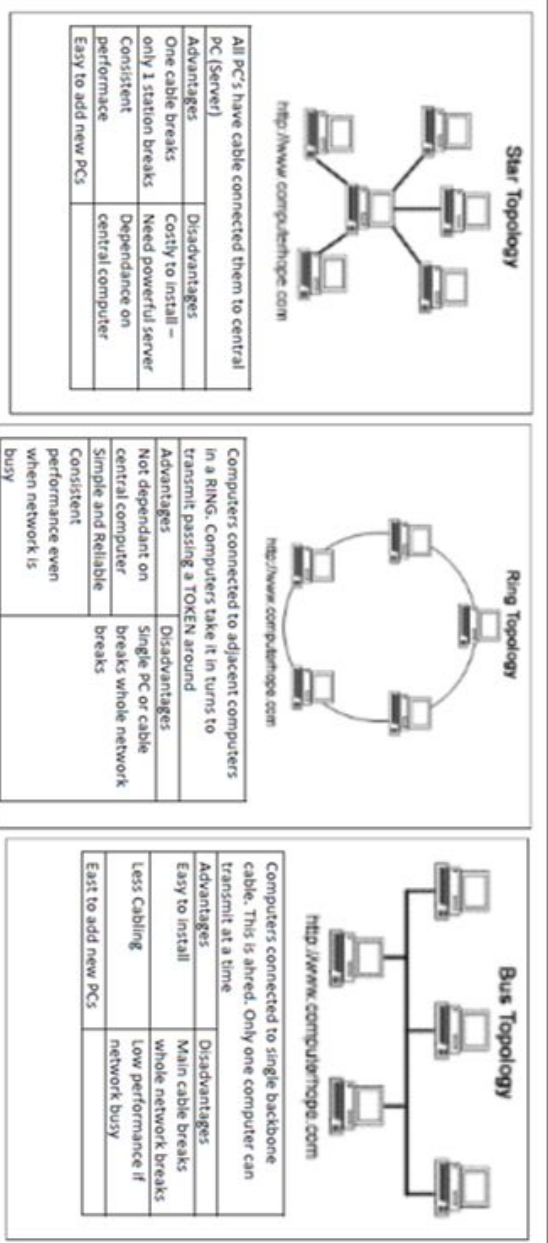 Star Topology
http://www.computerhope.com
All PC's have cable connected them to central
PC (Server)
Advantages
Disadvantages
One cable breaks
only 1 station breaks
Costly to install –
Need powerful server
Consistent
performace
Dependance on
central computer
Easy to add new PCs
Ring Topology
http://www.computerhope.com
Computers connected to adjacent computers
in a RING. Computers take it in turns to
transmit passing a TOKEN around
Advantages
Disadvantages
Not dependant on
central computer
Single PC or cable
breaks whole network
breaks
Simple and Reliable
Consistent
performance even
when network is
busy
Bus Topology
http://www.computerhope.com
Computers connected to single backbone
cable. This is ahred. Only one computer can
transmit at a time
Advantages
Disadvantages
Easy to install
Main cable breaks
whole network breaks
Less Cabling
Low performance if
network busy
East to add new PCs